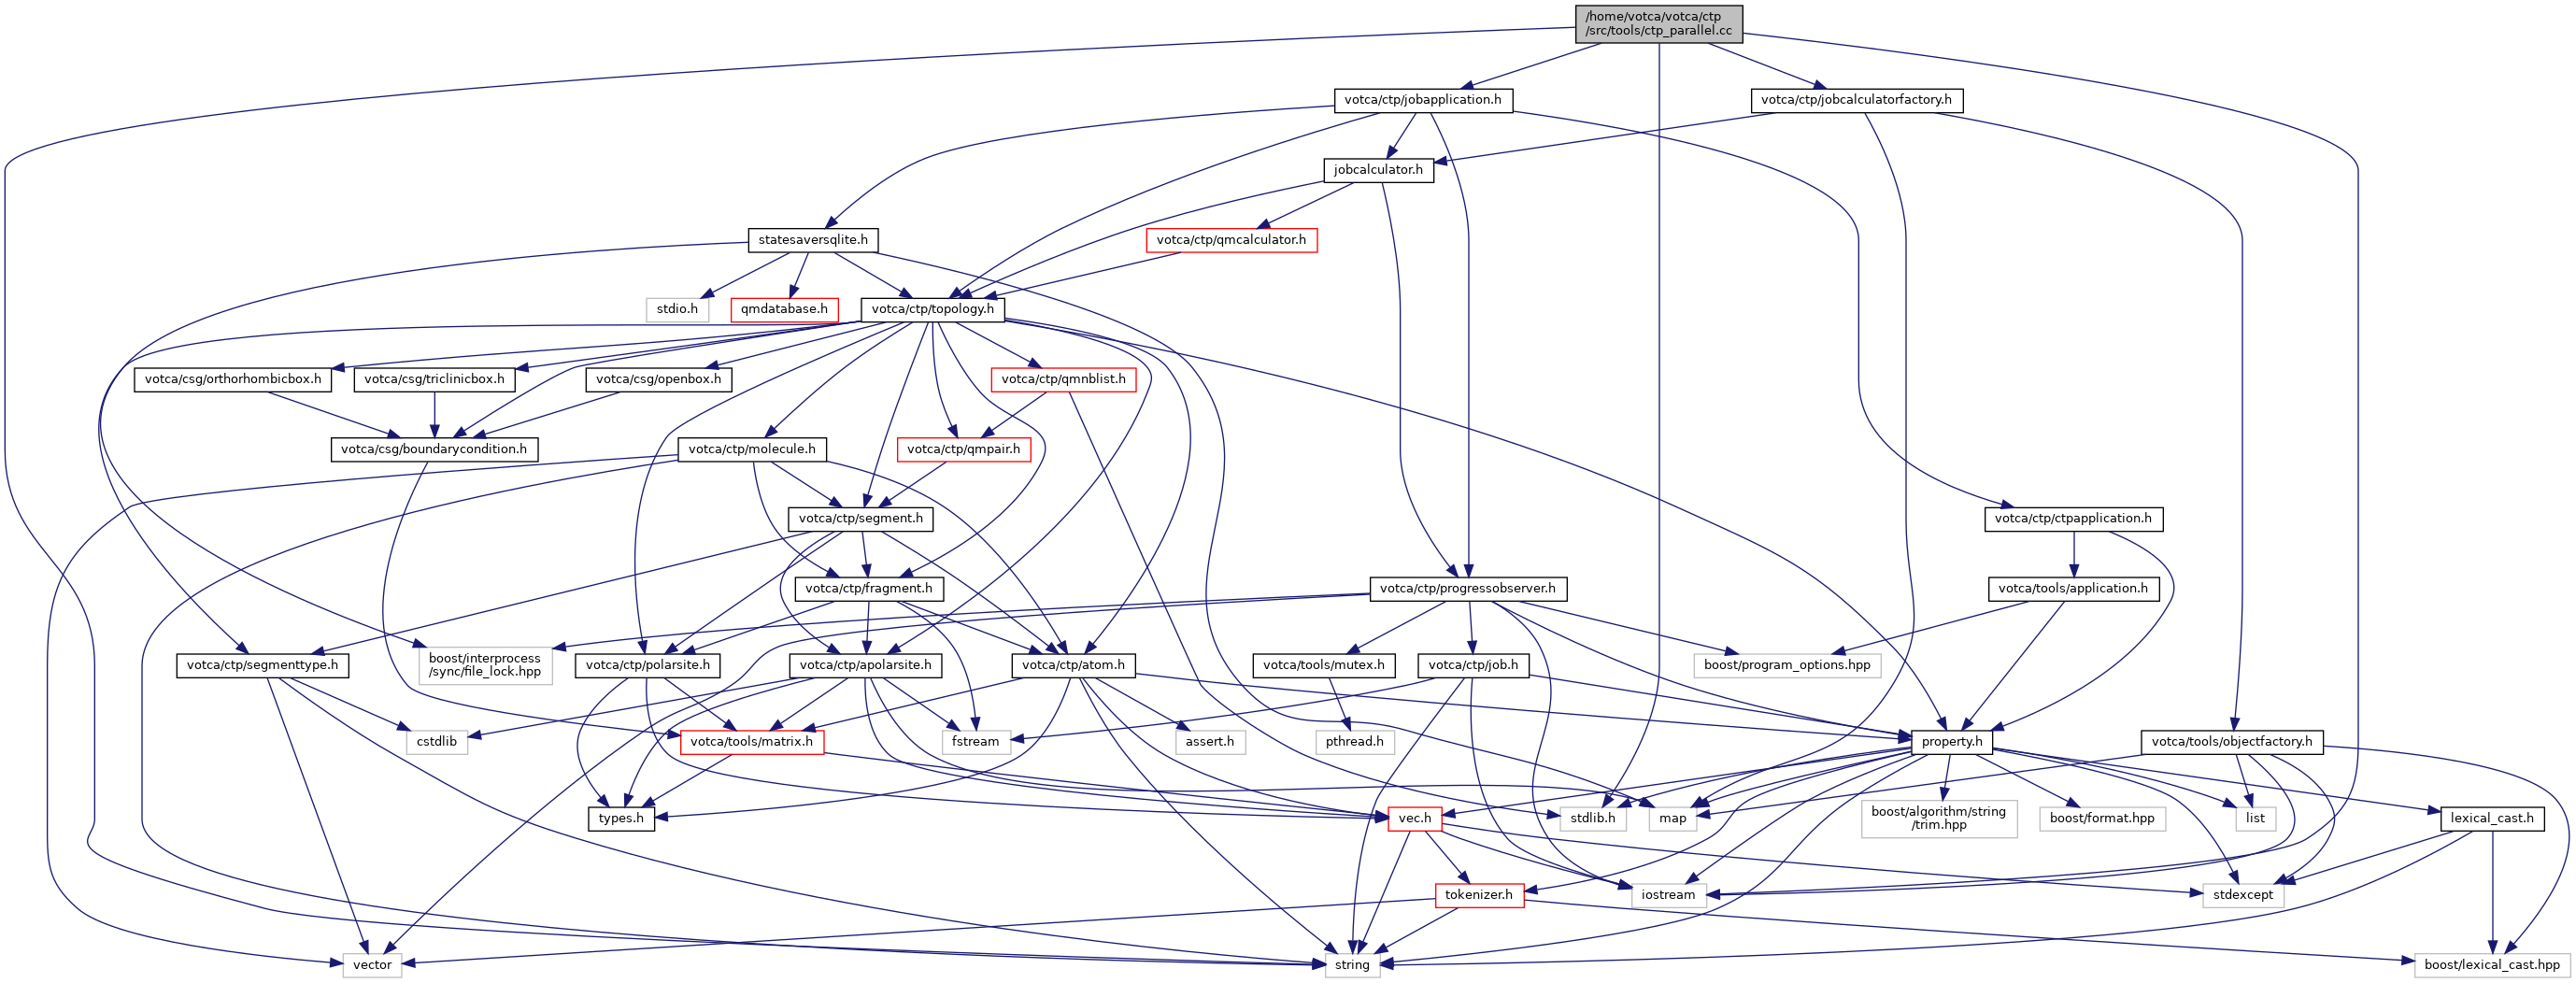 /home/votca/votca/ctp
/src/tools/ctp_parallel.cc
votca/ctp/jobapplication.h
votca/ctp/jobcalculatorfactory.h
jobcalculator.h
statesaversqlite.h
votca/ctp/qmcalculator.h
stdio.h
qmdatabase.h
votca/ctp/topology.h
votca/csg/orthorhombicbox.h
votca/csg/triclinicbox.h
votca/csg/openbox.h
votca/ctp/qmnblist.h
votca/csg/boundarycondition.h
votca/ctp/molecule.h
votca/ctp/qmpair.h
votca/ctp/segment.h
votca/ctp/ctpapplication.h
votca/ctp/fragment.h
votca/ctp/progressobserver.h
votca/tools/application.h
votca/ctp/segmenttype.h
boost/interprocess
/sync/file_lock.hpp
votca/ctp/polarsite.h
votca/ctp/apolarsite.h
votca/ctp/atom.h
votca/tools/mutex.h
votca/ctp/job.h
boost/program_options.hpp
cstdlib
votca/tools/matrix.h
fstream
assert.h
pthread.h
property.h
votca/tools/objectfactory.h
types.h
vec.h
stdlib.h
map
boost/algorithm/string
/trim.hpp
boost/format.hpp
list
lexical_cast.h
tokenizer.h
iostream
stdexcept
vector
string
boost/lexical_cast.hpp